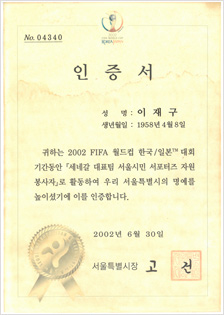 No. 04340
인증서
성 명 : 이재구
생년월일 : 1958년 4월 8일
귀하는 2002 FIFA 월드컵 한국/일본™ 대회
기간동안 「세네갈 대표팀 서울시민 서포터즈 자원
봉사자」로 활동하여 우리 서울특별시의 명예를
높이셨기에 이를 인증합니다.
2002년 6월 30일
서울특별시장 고건